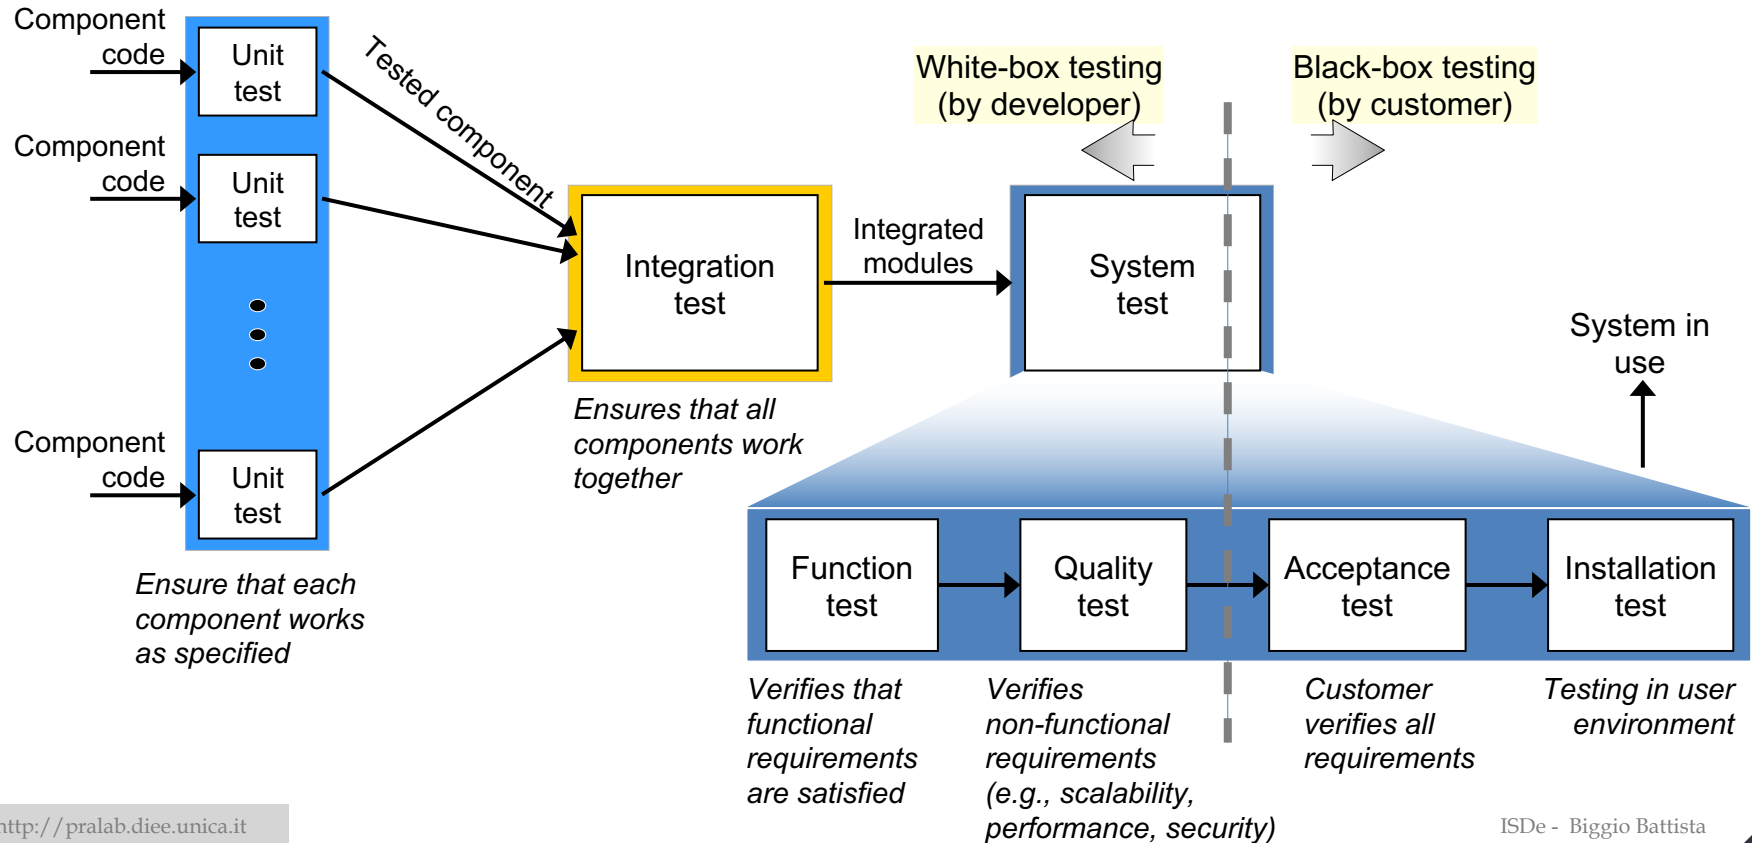 Component
code
Unit
test
Tested component
Component
code
Unit
test
Component
code
Unit
test
Ensure that each
component works
as specified
Integration
test
Ensures that all
components work
together
Integrated
modules
White-box testing
(by developer)
Black-box testing
(by customer)
System
test
System in
use
Function
test
Quality
test
Acceptance
test
Installation
test
Verifies that
functional
requirements
are satisfied
Verifies
non-functional
requirements
(e.g., scalability,
performance, security)
Customer
verifies all
requirements
Testing in user
environment
http://pralab.diee.unica.it
ISDe - Biggio Battista